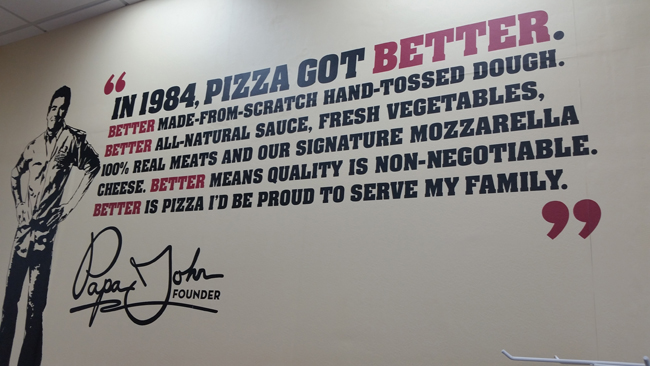 “
IN 1984, PIZZA GOT BETTER.
BETTER MADE-FROM-SCRATCH HAND-TOSSED DOUGH.
BETTER ALL-NATURAL SAUCE, FRESH VEGETABLES,
100% REAL MEATS AND OUR SIGNATURE MOZZARELLA
CHEESE. BETTER MEANS QUALITY IS NON-NEGOTIABLE.
BETTER IS PIZZA I'D BE PROUD TO SERVE MY FAMILY.
”
Papa John
FOUNDER